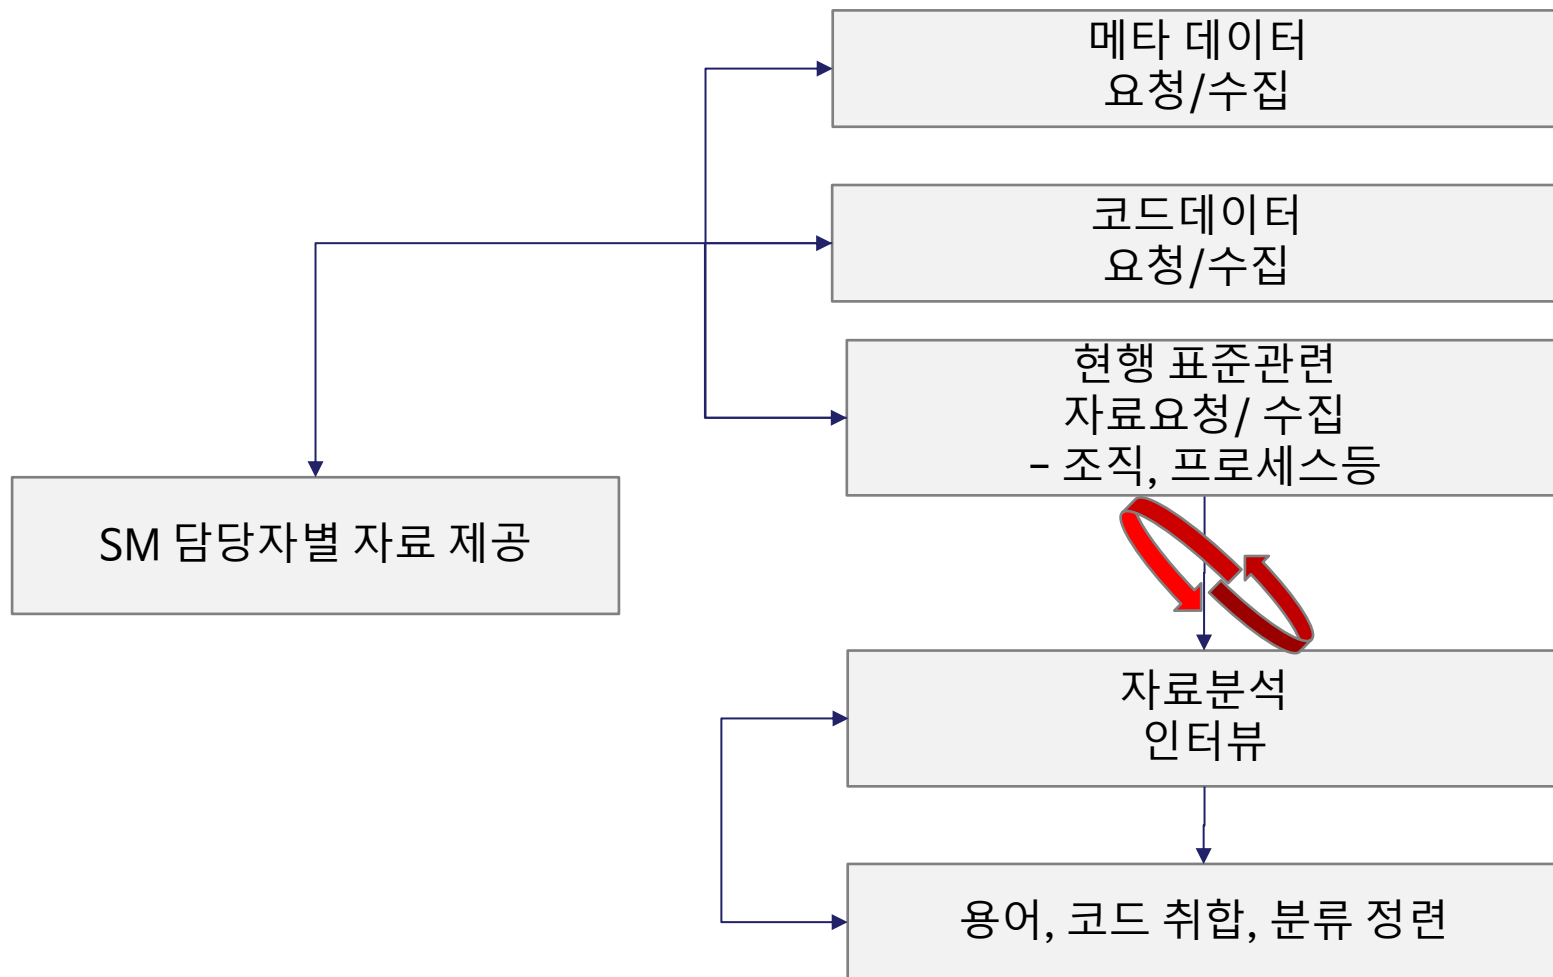 메타 데이터
요청/수집
코드데이터
요청/수집
현행 표준관련
자료요청/ 수집
– 조직, 프로세스등
SM 담당자별 자료 제공
자료분석
인터뷰
용어, 코드 취합, 분류 정련